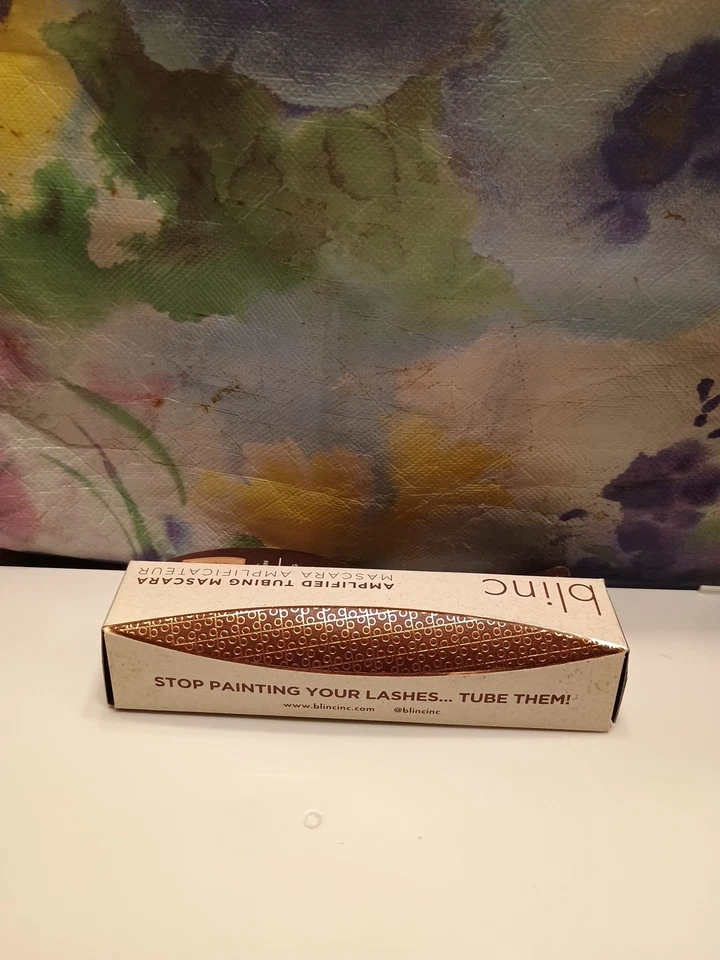 blinc
AMPLIFIED TUBING MASCARA
MASCARA AMPLIFICATEUR
STOP PAINTING YOUR LASHES... TUBE THEM!
www.blincinc.com @blincinc